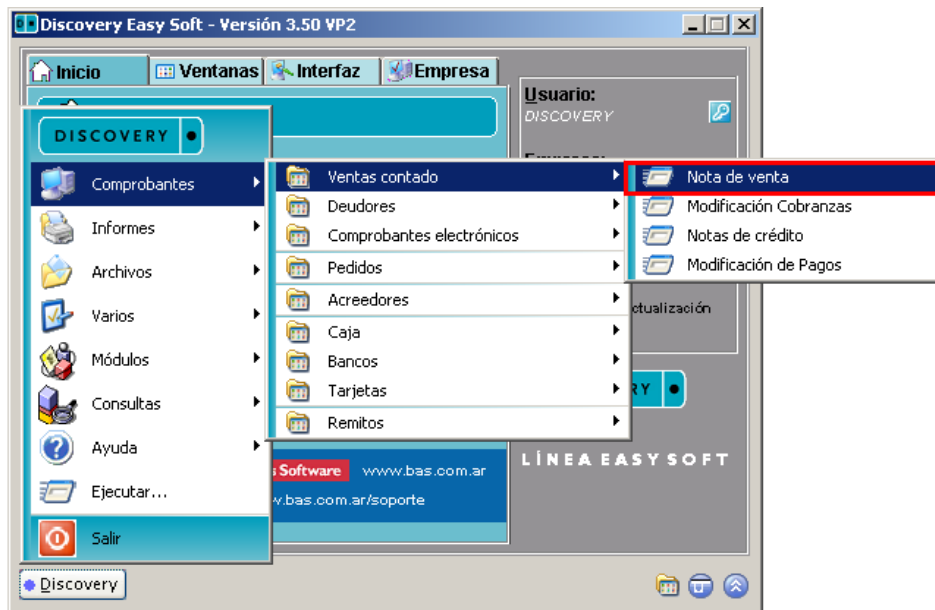 Discovery Easy Soft - Versión 3.50 VP2
Inicio
Ventanas
Interfaz
Empresa
Usuario:
DISCOVERY
DISCOVERY
Comprobantes
Informes
Archivos
Varios
Módulos
Consultas
Ayuda
Ejecutar...
Salir
Ventas contado
Deudores
Comprobantes electrónicos
Pedidos
Acreedores
Caja
Bancos
Tarjetas
Remitos
Nota de venta
Modificación Cobranzas
Notas de crédito
Modificación de Pagos
ctualización
RY
LÍNEA EASY SOFT
s Software www.bas.com.ar
w.bas.com.ar/soporte
Discovery